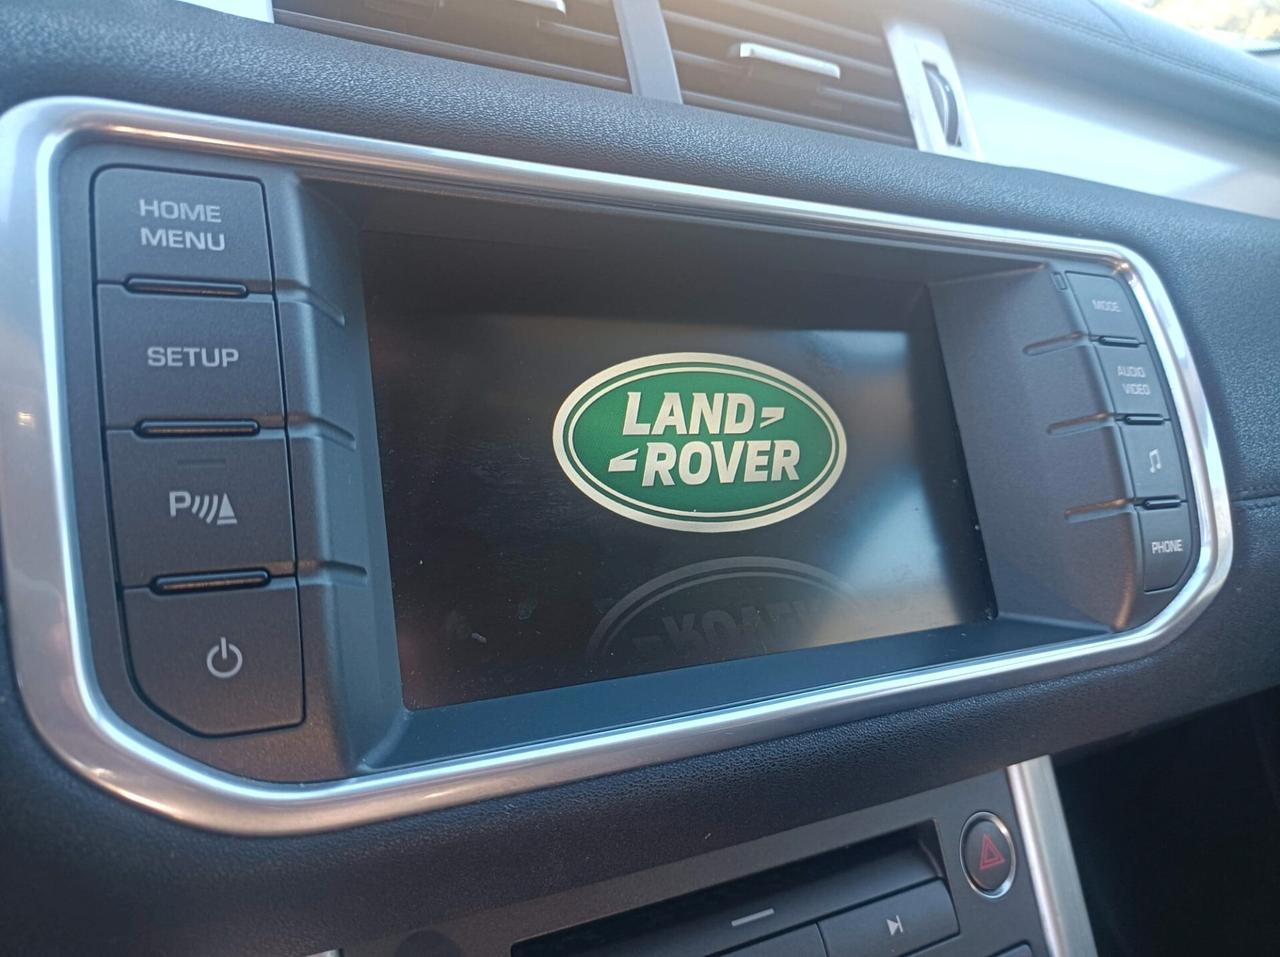 HOME
MENU
SETUP
P
LAND
ROVER
MODE
AUDIO
VIDEO
PHONE